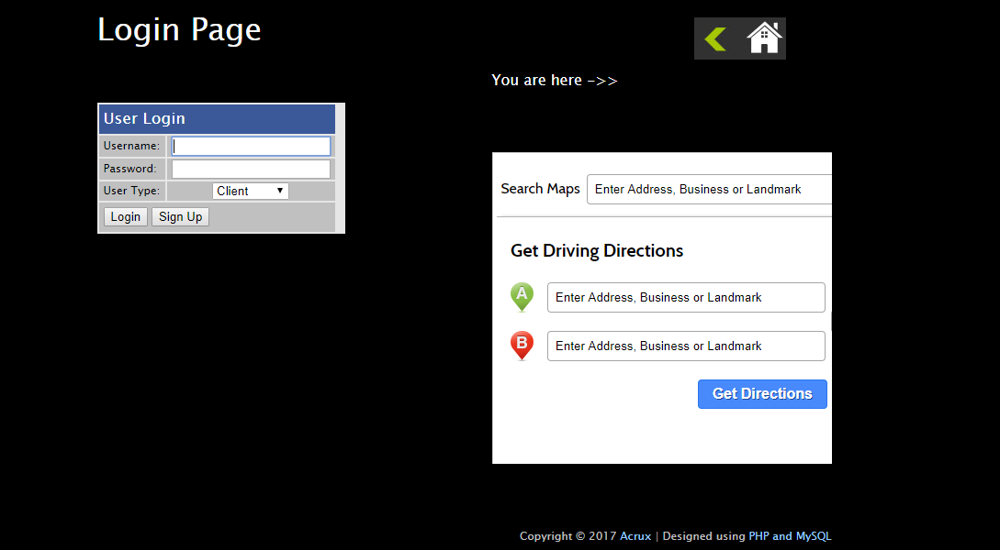 Login Page
You are here ->>
User Login
Username:
Password:
User Type: Client
Login Sign Up
Search Maps Enter Address, Business or Landmark
Get Driving Directions
A Enter Address, Business or Landmark
B Enter Address, Business or Landmark
Get Directions
Copyright © 2017 Acrux | Designed using PHP and MySQL